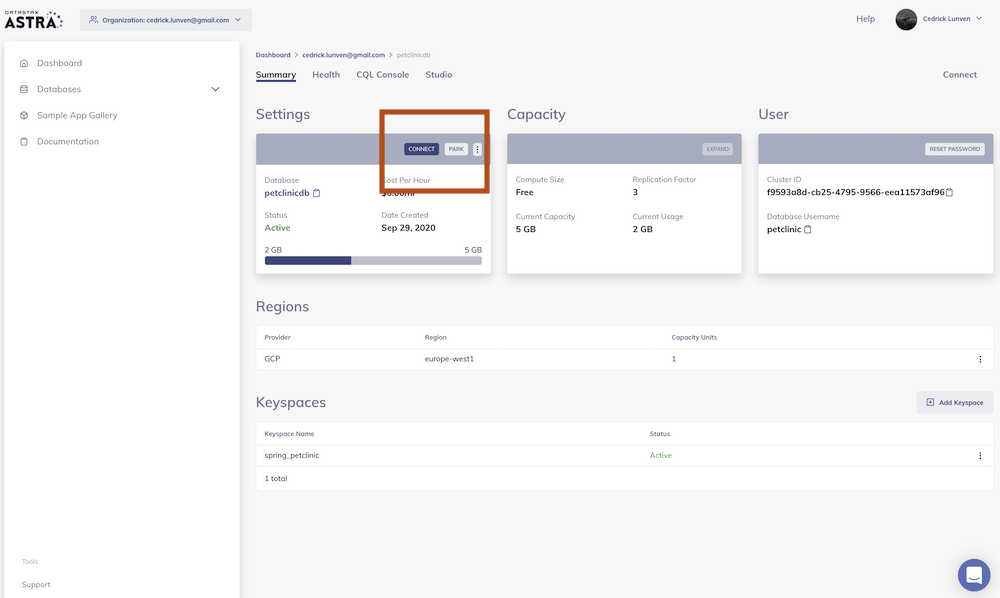 DATASTAX
ASTRA
Organization: cedrick.lunven@gmail.com
Help
Cedrick Lunven
Dashboard
Databases
Sample App Gallery
Documentation
Tools
Support
Dashboard > cedrick.lunven@gmail.com > petclinicdb
Summary Health CQL Console Studio Connect
Settings
CONNECT PARK
Database
petclinicdb
Cost Per Hour
$0.00/hr
Status
Active
Date Created
Sep 29, 2020
2 GB 5 GB
Capacity
EXPAND
Compute Size
Free
Replication Factor
3
Current Capacity
5 GB
Current Usage
2 GB
User
RESET PASSWORD
Cluster ID
f9593a8d-cb25-4795-9566-eea11573af96
Database Username
petclinic
Regions
Provider Region Capacity Units
GCP europe-west1 1
Keyspaces
Add Keyspace
Keyspace Name Status
spring_petclinic Active
1 total